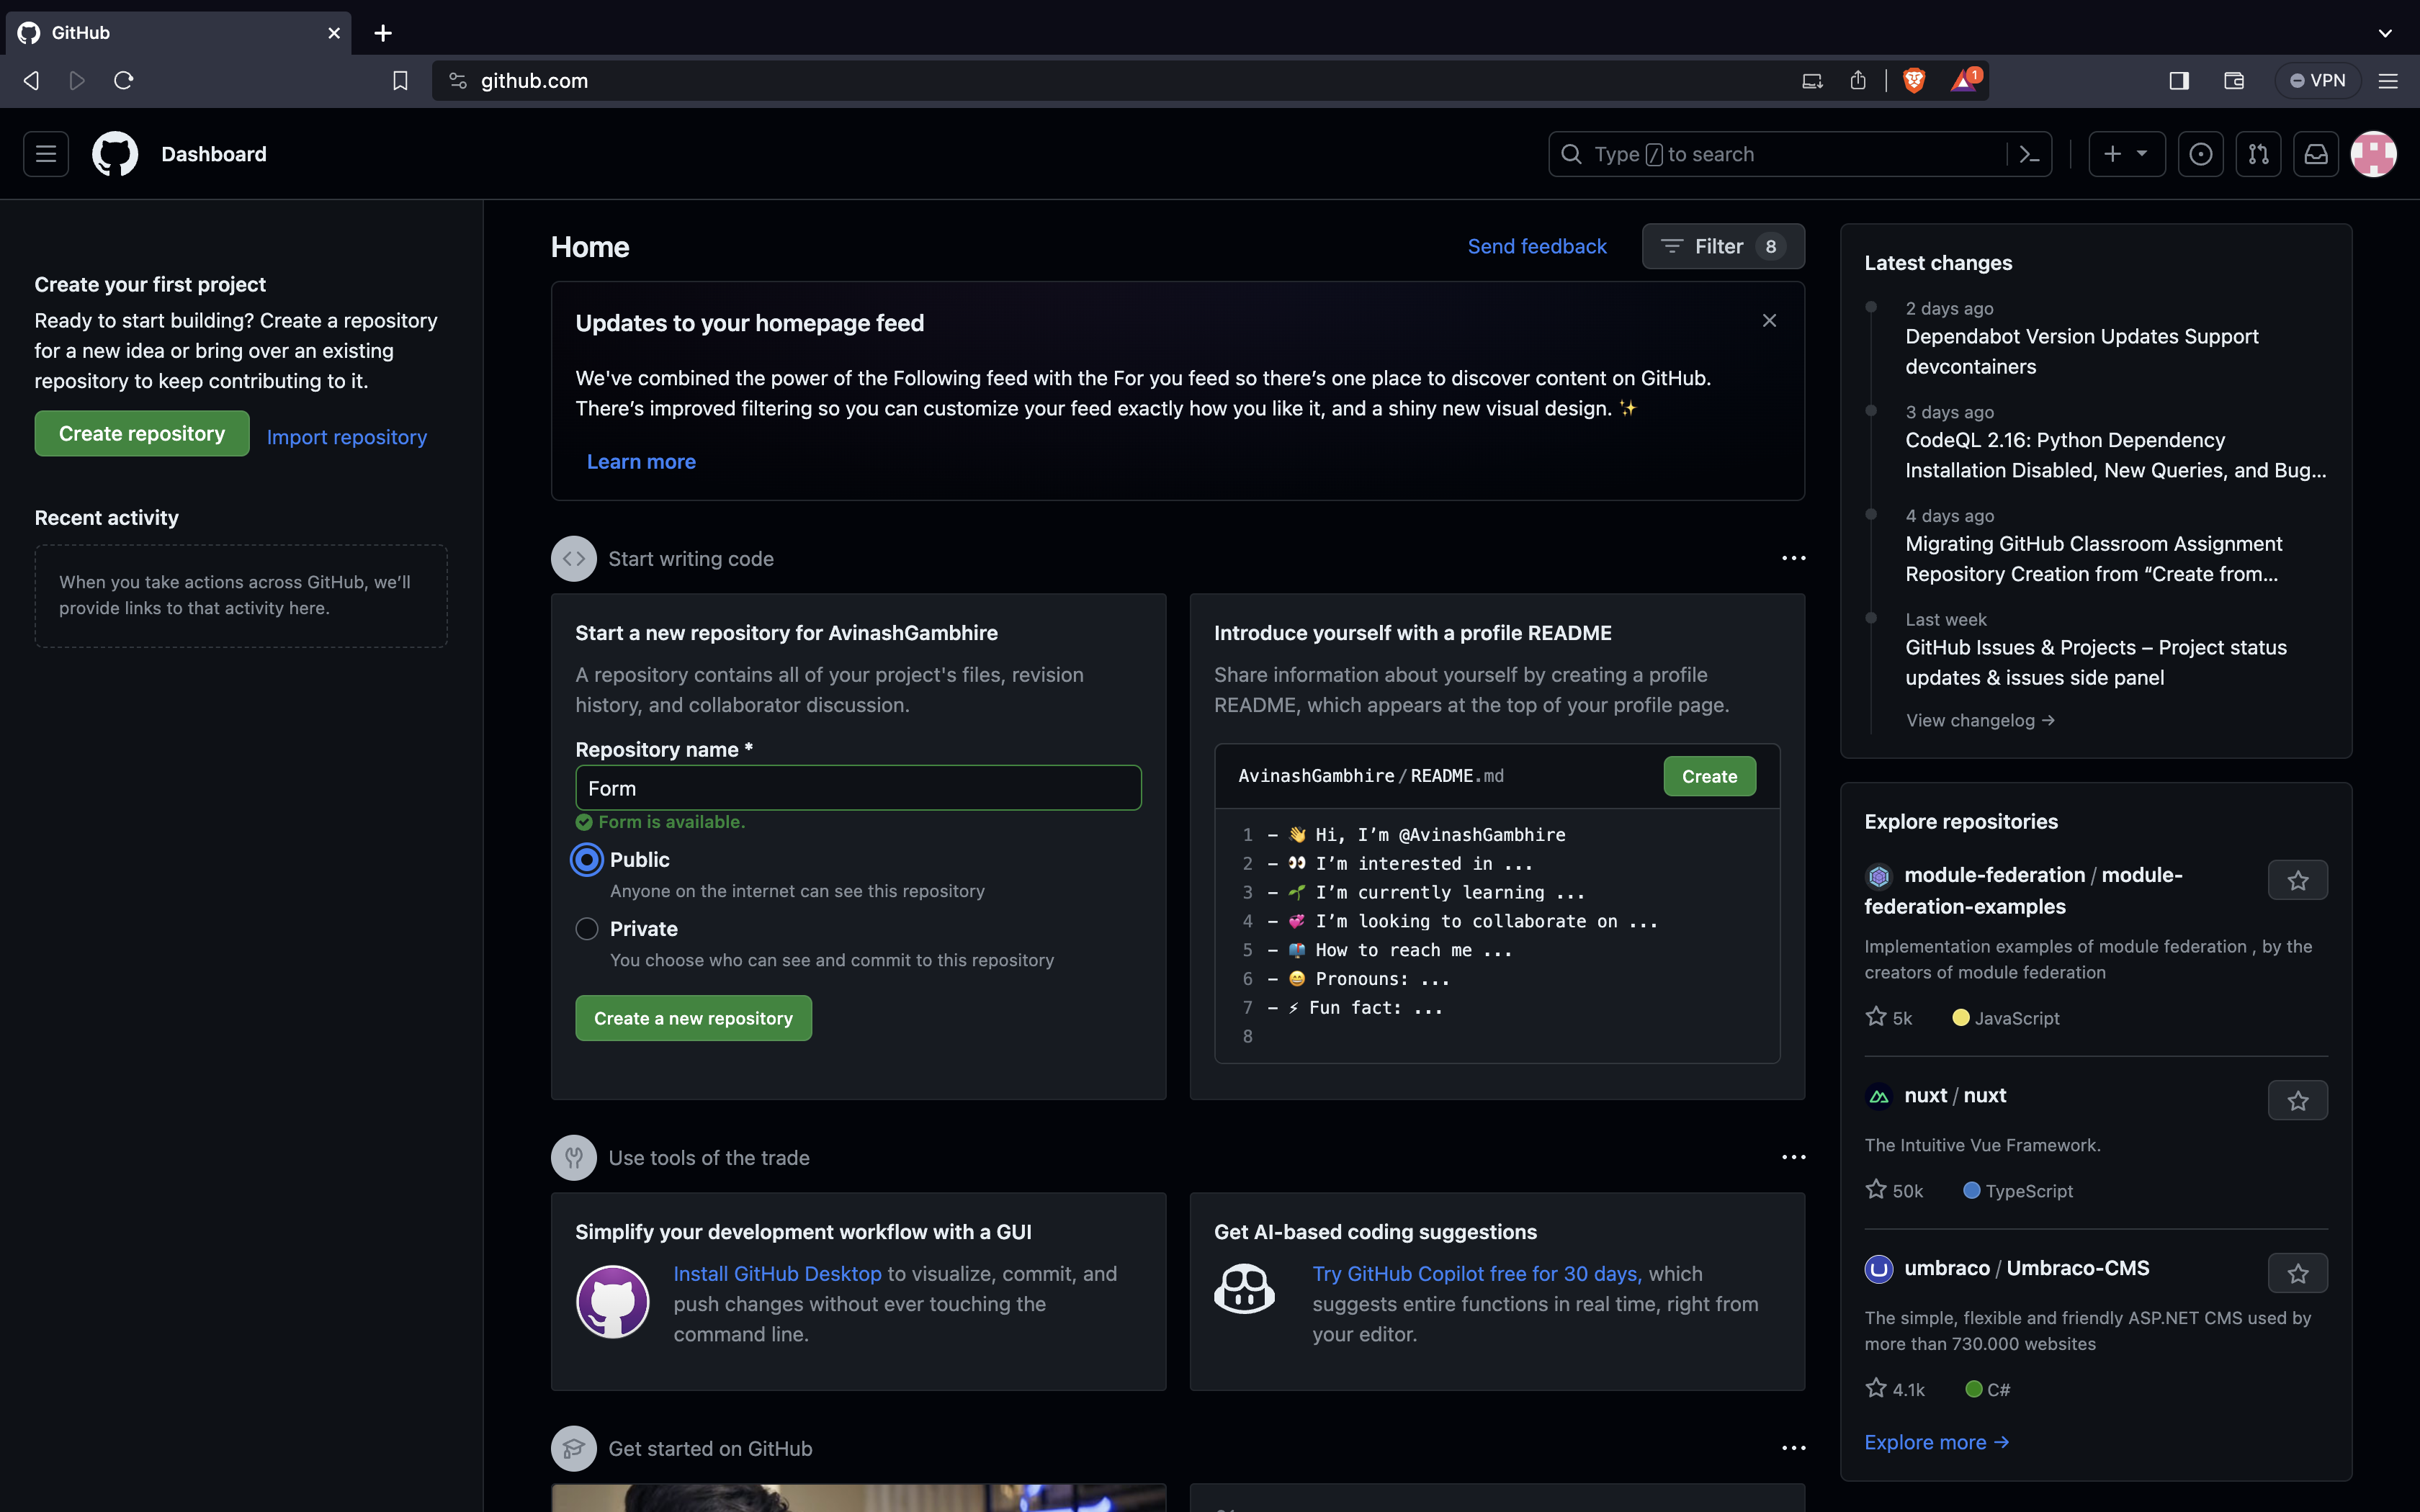 GitHub
github.com
1
VPN
Dashboard
Type / to search
Create your first project
Ready to start building? Create a repository
for a new idea or bring over an existing
repository to keep contributing to it.
Create repository
Import repository
Recent activity
When you take actions across GitHub, we’ll
provide links to that activity here.
Home
Send feedback
Filter 8
Updates to your homepage feed
We've combined the power of the Following feed with the For you feed so there’s one place to discover content on GitHub.
There’s improved filtering so you can customize your feed exactly how you like it, and a shiny new visual design. ✨
Learn more
Start writing code
Start a new repository for AvinashGambhire
A repository contains all of your project's files, revision
history, and collaborator discussion.
Repository name *
Form
Form is available.
Public
Anyone on the internet can see this repository
Private
You choose who can see and commit to this repository
Create a new repository
Introduce yourself with a profile README
Share information about yourself by creating a profile
README, which appears at the top of your profile page.
AvinashGambhire/README.md
Create
1 – 👋 Hi, I’m @AvinashGambhire
2 – 👀 I’m interested in ...
3 – 🌱 I’m currently learning ...
4 – 💞️ I’m looking to collaborate on ...
5 – 📫 How to reach me ...
6 – 😄 Pronouns: ...
7 – ⚡ Fun fact: ...
8
Use tools of the trade
Simplify your development workflow with a GUI
Install GitHub Desktop to visualize, commit, and
push changes without ever touching the
command line.
Get AI-based coding suggestions
Try GitHub Copilot free for 30 days, which
suggests entire functions in real time, right from
your editor.
Get started on GitHub
Latest changes
2 days ago
Dependabot Version Updates Support
devcontainers
3 days ago
CodeQL 2.16: Python Dependency
Installation Disabled, New Queries, and Bug...
4 days ago
Migrating GitHub Classroom Assignment
Repository Creation from “Create from...
Last week
GitHub Issues & Projects – Project status
updates & issues side panel
View changelog →
Explore repositories
module-federation / module-
federation-examples
Implementation examples of module federation , by the
creators of module federation
5k JavaScript
nuxt / nuxt
The Intuitive Vue Framework.
50k TypeScript
umbraco / Umbraco-CMS
The simple, flexible and friendly ASP.NET CMS used by
more than 730.000 websites
4.1k C#
Explore more →